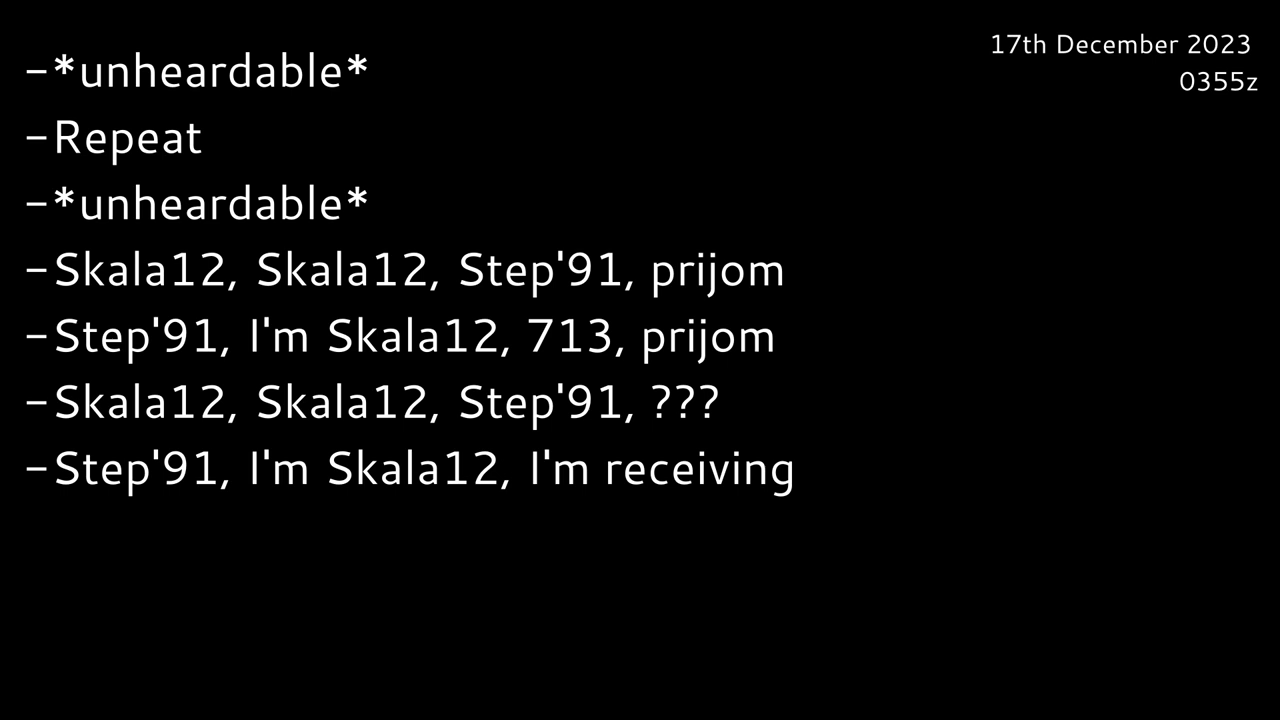 17th December 2023
0355z
-*unheardable*
-Repeat
-*unheardable*
-Skala12, Skala12, Step'91, prijom
-Step'91, I'm Skala12, 713, prijom
-Skala12, Skala12, Step'91, ???
-Step'91, I'm Skala12, I'm receiving